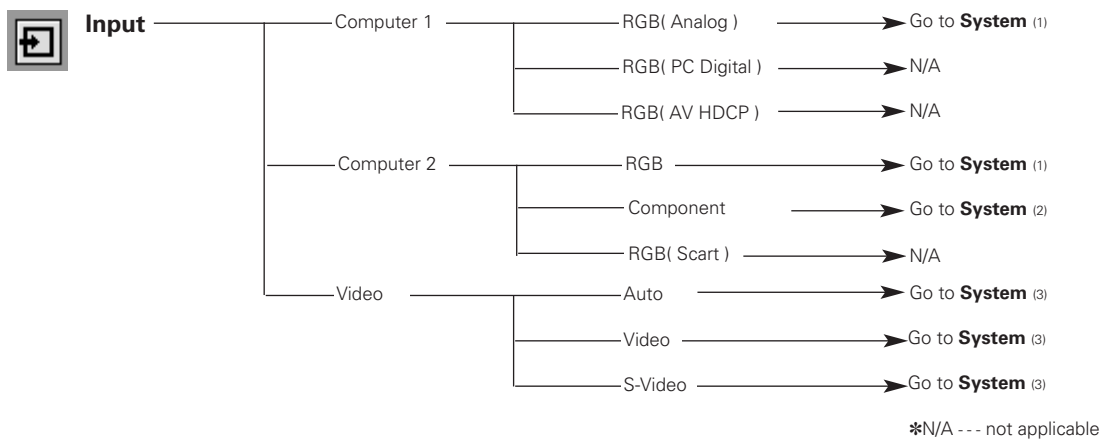 Input Computer 1 RGB( Analog ) Go to System (1)
RGB( PC Digital ) N/A
RGB( AV HDCP ) N/A
Computer 2 RGB Go to System (1)
Component Go to System (2)
RGB( Scart ) N/A
Video Auto Go to System (3)
Video Go to System (3)
S-Video Go to System (3)
✽N/A - - - not applicable